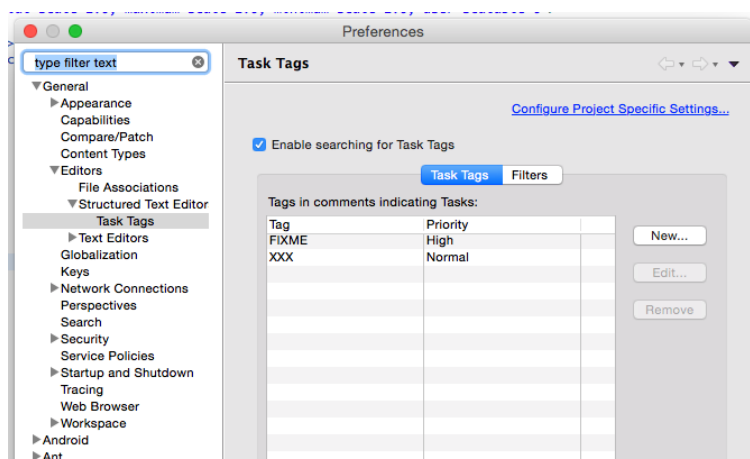 Preferences
type filter text
Task Tags
Configure Project Specific Settings...
Enable searching for Task Tags
Task Tags Filters
Tags in comments indicating Tasks:
Tag Priority
FIXME High
XXX Normal
New...
Edit...
Remove
General
Appearance
Capabilities
Compare/Patch
Content Types
Editors
File Associations
Structured Text Editor
Task Tags
Text Editors
Globalization
Keys
Network Connections
Perspectives
Search
Security
Service Policies
Startup and Shutdown
Tracing
Web Browser
Workspace
Android
Ant